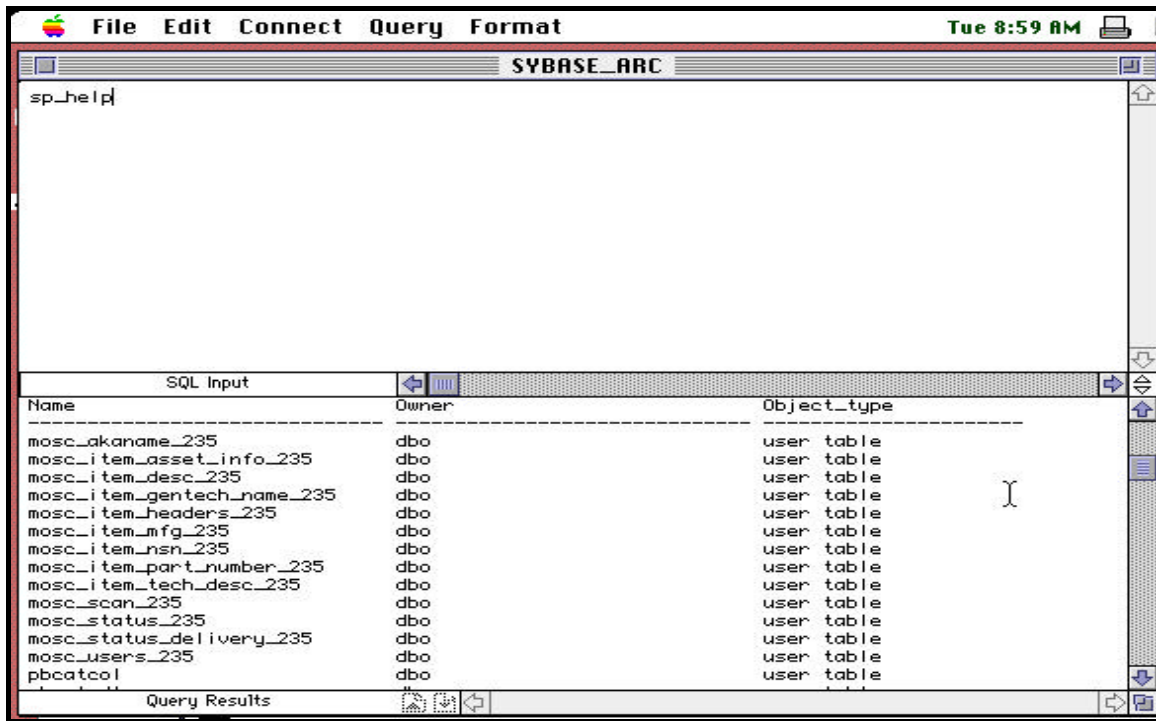 File Edit Connect Query Format Tue 8:59 AM
SYBASE_ARC
sp_help
SQL Input
Name Owner Object_type
mosc_akaname_235 dbo user table
mosc_item_asset_info_235 dbo user table
mosc_item_desc_235 dbo user table
mosc_item_gentech_name_235 dbo user table
mosc_item_headers_235 dbo user table
mosc_item_mfg_235 dbo user table
mosc_item_nsn_235 dbo user table
mosc_item_part_number_235 dbo user table
mosc_item_tech_desc_235 dbo user table
mosc_scan_235 dbo user table
mosc_status_235 dbo user table
mosc_status_delivery_235 dbo user table
mosc_users_235 dbo user table
pbcatcol dbo user table
Query Results